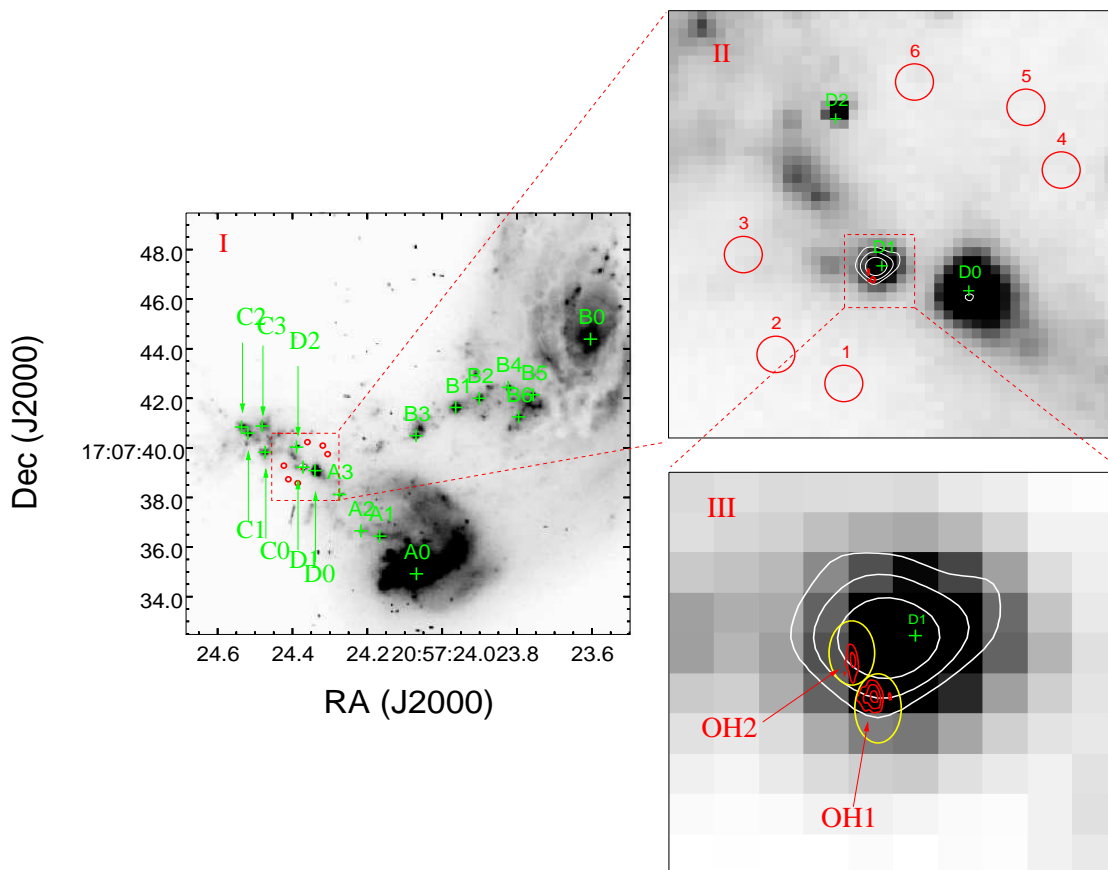 I
C2
C3
D2
C1
C0
D1
D0
A3
A2
A1
A0
B3
B1
B2
B4
B5
B6
B0
48.0
46.0
44.0
42.0
17:07:40
38.0
36.0
34.0
24.6
24.4
24.2
20:57:24.0
23.8
23.6
Dec (J2000)
RA (J2000)
II
6
5
4
3
2
1
D2
D1
D0
III
D1
OH2
OH1